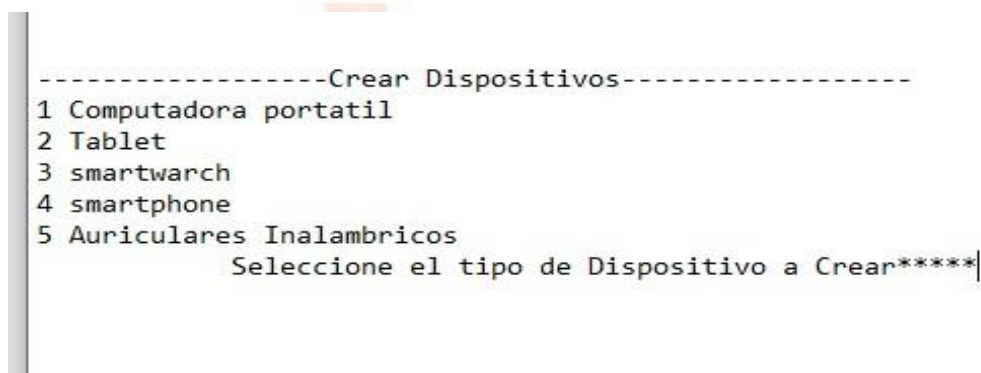 ------------------Crear Dispositivos------------------
1 Computadora portatil
2 Tablet
3 smartwarch
4 smartphone
5 Auriculares Inalambricos
Seleccione el tipo de Dispositivo a Crear*****